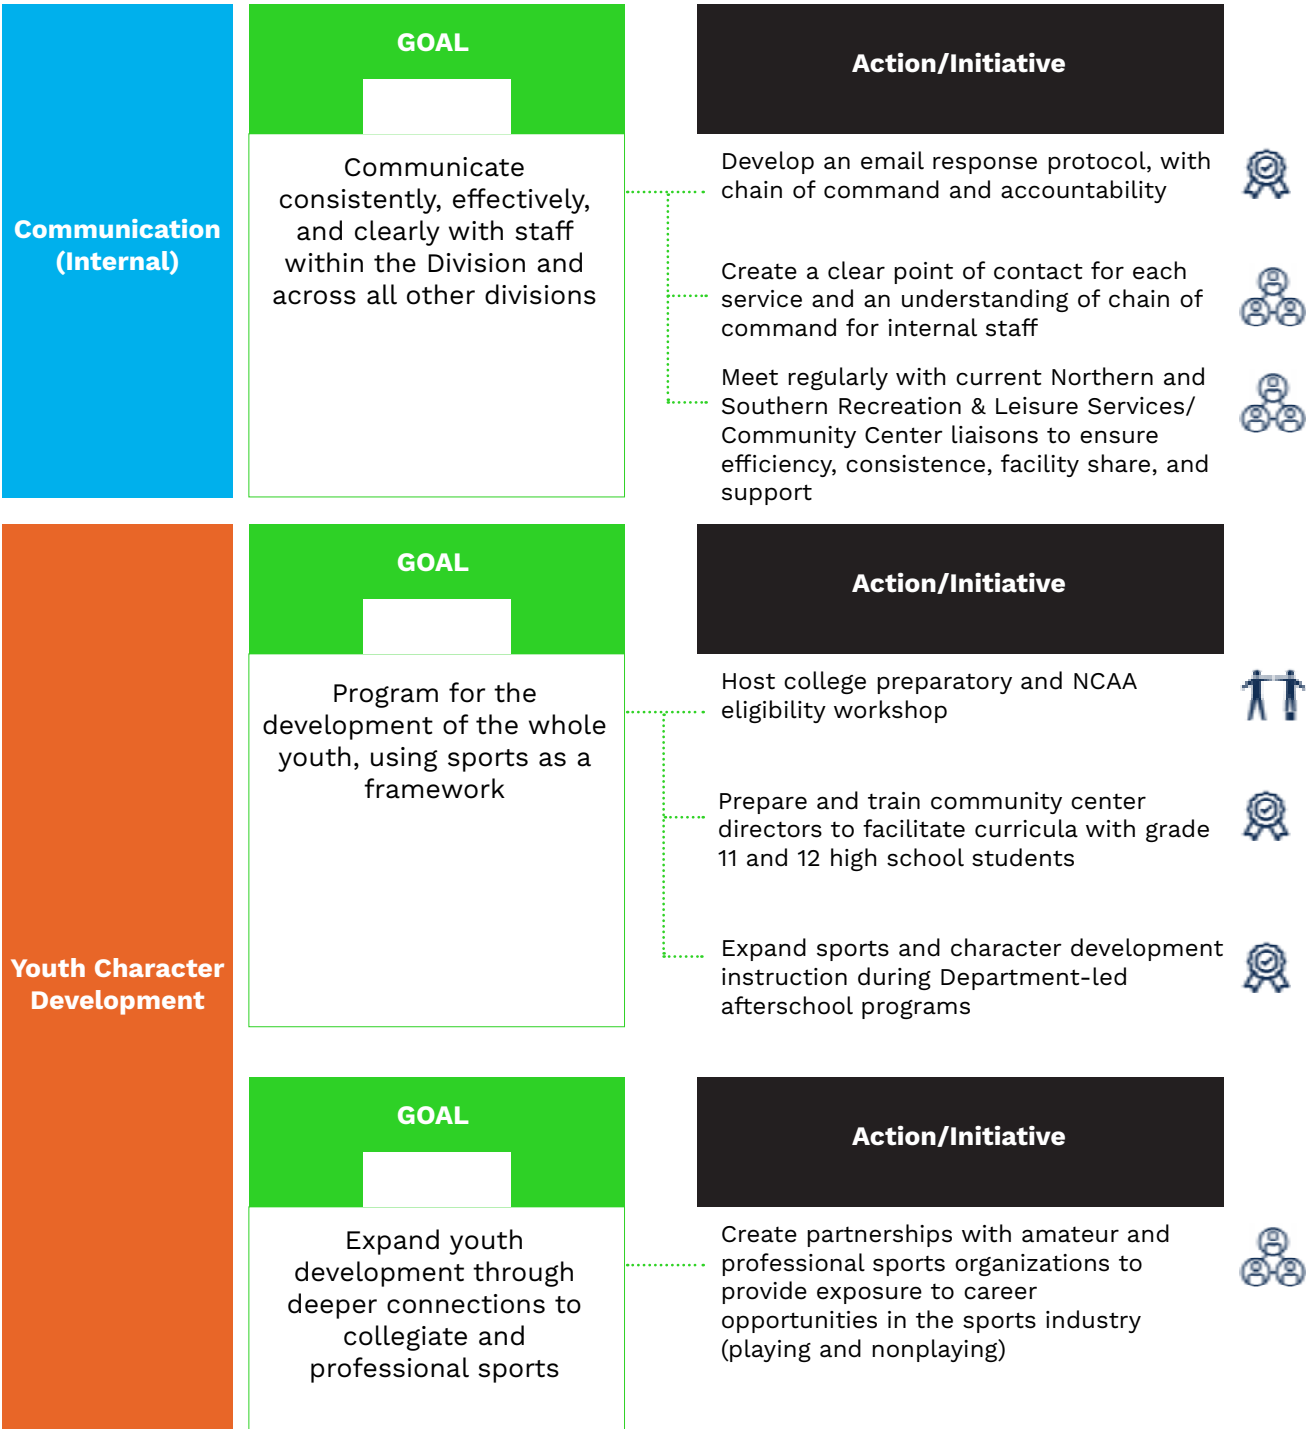 Communication
(Internal)
GOAL
Communicate
consistently, effectively,
and clearly with staff
within the Division and
across all other divisions
Action/Initiative
Develop an email response protocol, with
chain of command and accountability
Create a clear point of contact for each
service and an understanding of chain of
command for internal staff
Meet regularly with current Northern and
Southern Recreation & Leisure Services/
Community Center liaisons to ensure
efficiency, consistence, facility share, and
support
Youth Character
Development
GOAL
Program for the
development of the whole
youth, using sports as a
framework
Action/Initiative
Host college preparatory and NCAA
eligibility workshop
Prepare and train community center
directors to facilitate curricula with grade
11 and 12 high school students
Expand sports and character development
instruction during Department-led
afterschool programs
GOAL
Expand youth
development through
deeper connections to
collegiate and
professional sports
Action/Initiative
Create partnerships with amateur and
professional sports organizations to
provide exposure to career
opportunities in the sports industry
(playing and nonplaying)